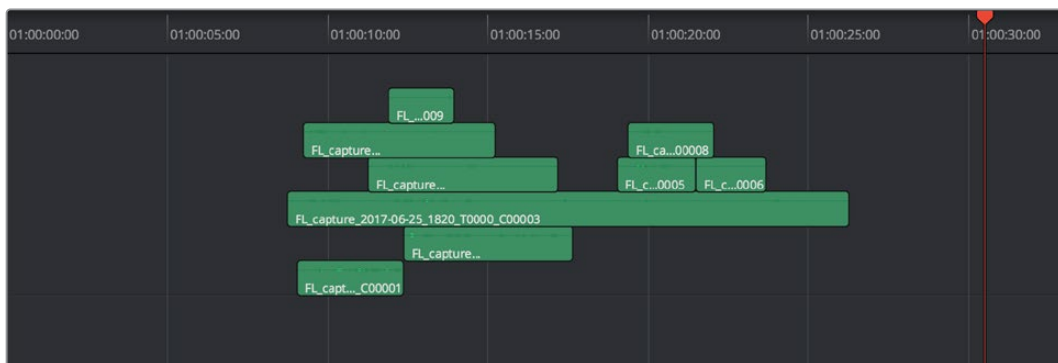 01:00:00:00 01:00:05:00 01:00:10:00 01:00:15:00 01:00:20:00 01:00:25:00 01:00:30:00
FL_...009
FL_capture... FL_ca...00008
FL_capture... FL_c...0005 FL_c...0006
FL_capture_2017-06-25_1820_T0000_C00003
FL_capture...
FL_capt..._C00001